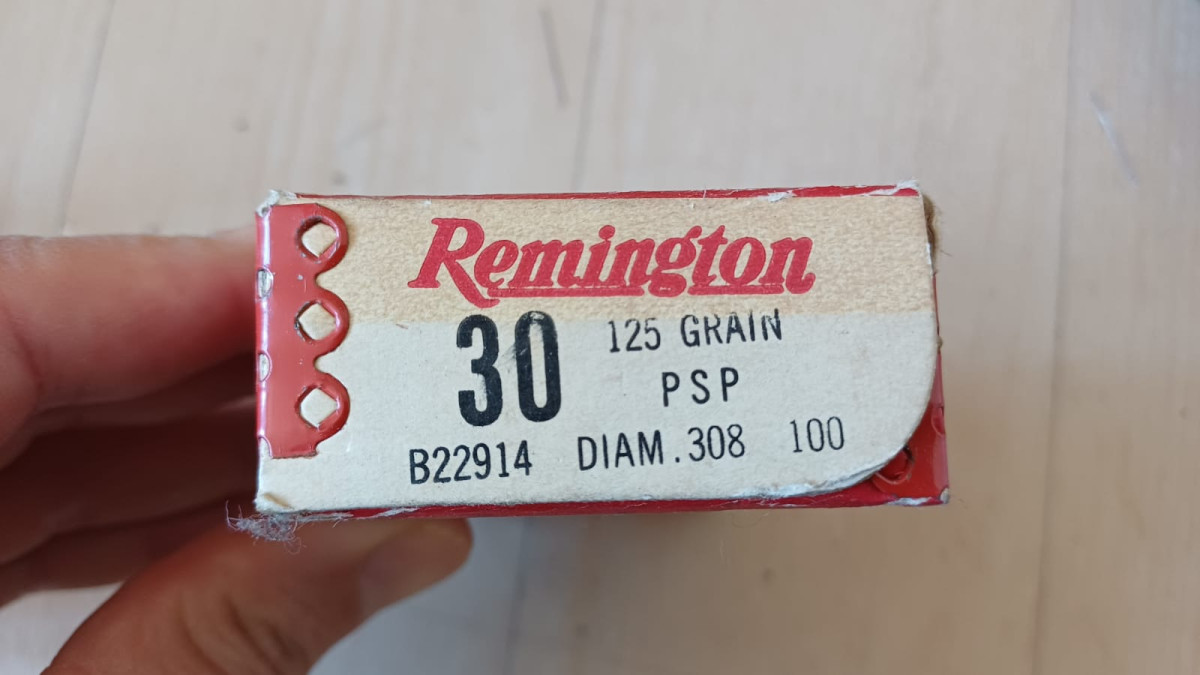 Remington
30 125 GRAIN
PSP
B22914 DIAM .308 100